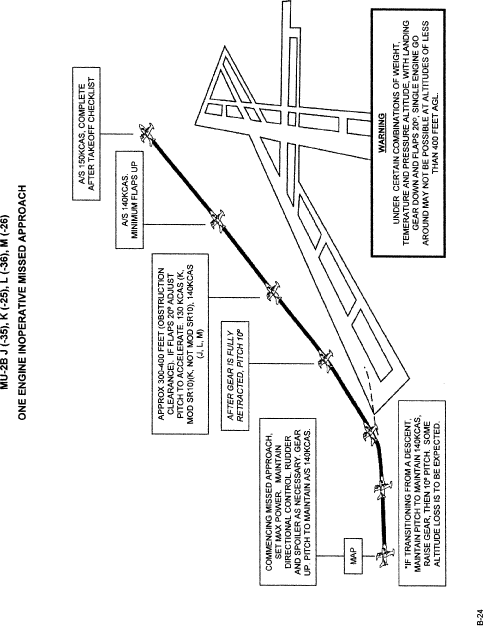 MU-2B J (-35), K (-25), L (-36), M (-26)
ONE ENGINE INOPERATIVE MISSED APPROACH
A/S 150KCAS, COMPLETE
AFTER TAKEOFF CHECKLIST
A/S 140KCAS,
MINIMUM FLAPS UP
APPROX 300-400 FEET (OBSTRUCTION
CLEARANCE). IF FLAPS 20º ADJUST
PITCH TO ACCELERATE. 130 KCAS (K,
MOD SR10)(K, NOT MOD SR10), 140KCAS
(J, L, M)
AFTER GEAR IS FULLY
RETRACTED, PITCH 10º
COMMENCING MISSED APPROACH,
SET MAX POWER. MAINTAIN
DIRECTIONAL CONTROL. RUDDER
AND SPOILER AS NECESSARY. GEAR
UP. PITCH TO MAINTAIN A/S 140KCAS.
MAP
*IF TRANSITIONING FROM A DESCENT,
MAINTAIN PITCH TO MAINTAIN 140KCAS,
RAISE GEAR, THEN 10º PITCH. SOME
ALTITUDE LOSS IS TO BE EXPECTED.
WARNING
UNDER CERTAIN COMBINATIONS OF WEIGHT,
TEMERATURE AND PRESSURE ALTITUDE, WITH LANDING
GEAR DOWN AND FLAPS 20º, SINGLE ENGINE GO
AROUND MAY NOT BE POSSIBLE AT ALTITUDES OF LESS
THAN 400 FEET AGL.
B-24